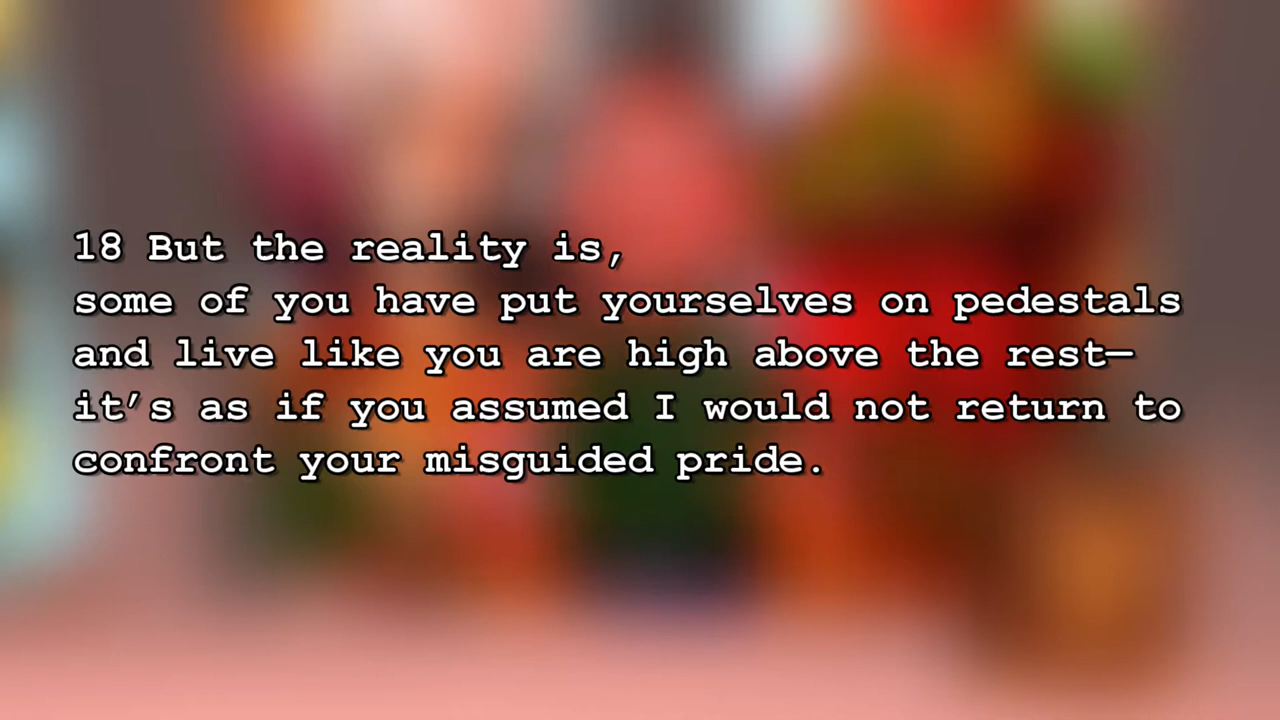 18 But the reality is,
some of you have put yourselves on pedestals
and live like you are high above the rest—
it’s as if you assumed I would not return to
confront your misguided pride.